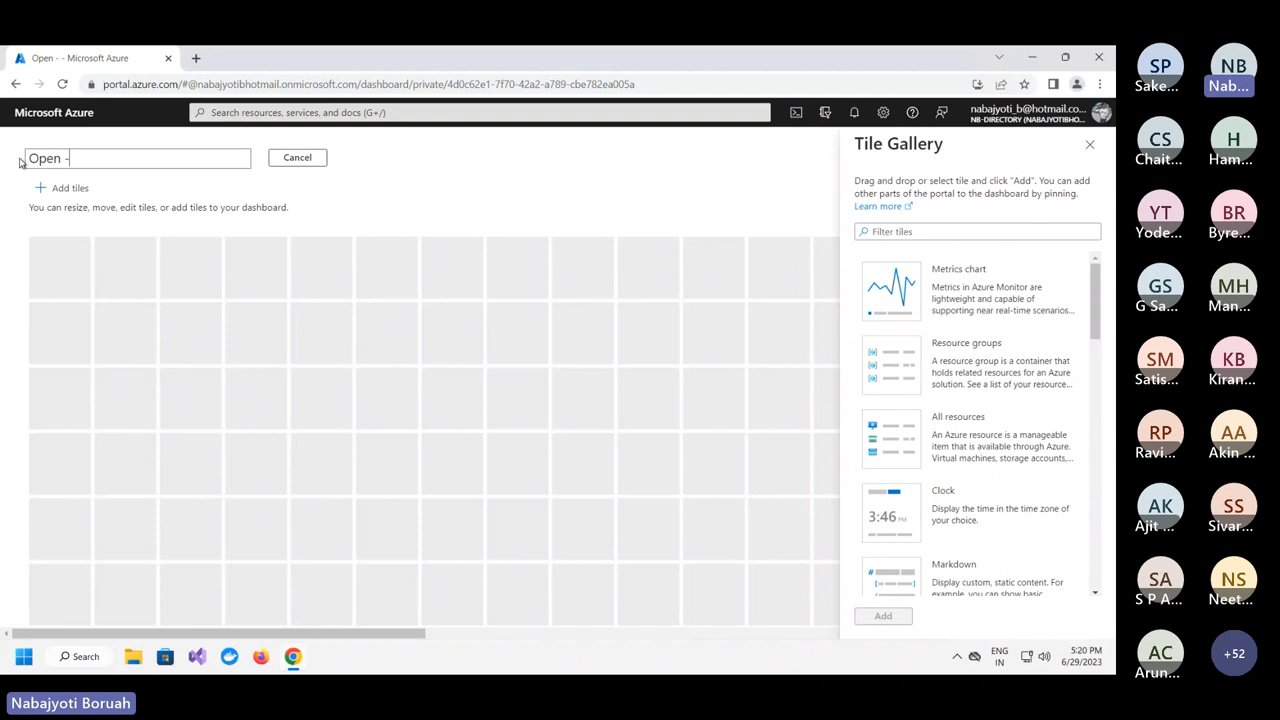 Open - - Microsoft Azure
portal.azure.com/#@nabajyotibhotmail.onmicrosoft.com/dashboard/private/4d0c62e1-7f70-42a2-a789-cbe782ea005a
Microsoft Azure
Search resources, services, and docs (G+/)
nabajyoti_b@hotmail.co...
NB-DIRECTORY (NABAJYOTIBHO...
Open -
Cancel
Add tiles
You can resize, move, edit tiles, or add tiles to your dashboard.
Tile Gallery
Drag and drop or select tile and click "Add". You can add
other parts of the portal to the dashboard by pinning.
Learn more
Filter tiles
Metrics chart
Metrics in Azure Monitor are
lightweight and capable of
supporting near real-time scenarios...
Resource groups
A resource group is a container that
holds related resources for an Azure
solution. See a list of your resource...
All resources
An Azure resource is a manageable
item that is available through Azure.
Virtual machines, storage accounts,...
Clock
3:46 PM
Display the time in the time zone of
your choice.
Markdown
Display custom, static content. For
example, you can show basic
Add
Search
ENG
IN
5:20 PM
6/29/2023
Nabajyoti Boruah
SP
Sake...
NB
Nab...
CS
Chait...
H
Ham...
YT
Yode...
BR
Byre...
GS
G Sa...
MH
Man...
SM
Satis...
KB
Kiran...
RP
Ravi...
AA
Akin ...
AK
Ajit ...
SS
Sivar...
SA
S P A...
NS
Neet...
AC
Arun...
+52